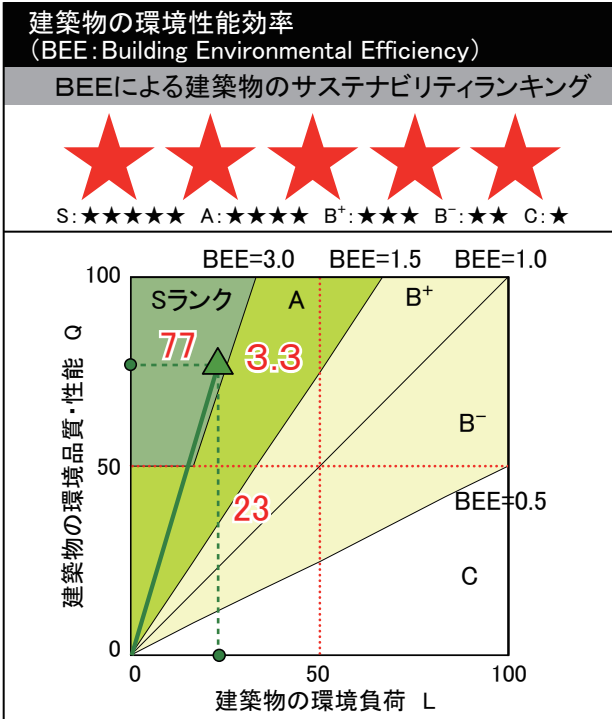 建築物の環境性能効率
（BEE：Building Environmental Efficiency）
BEEによる建築物のサステナビリティランキング
S：★★★★★ A：★★★★ B⁺：★★★ B⁻：★★ C：★
BEE=3.0 BEE=1.5 BEE=1.0
100
Sランク A B⁺
77 3.3
B⁻
50
23
BEE=0.5
C
0
0 50 100
建築物の環境品質・性能 Q
建築物の環境負荷 L